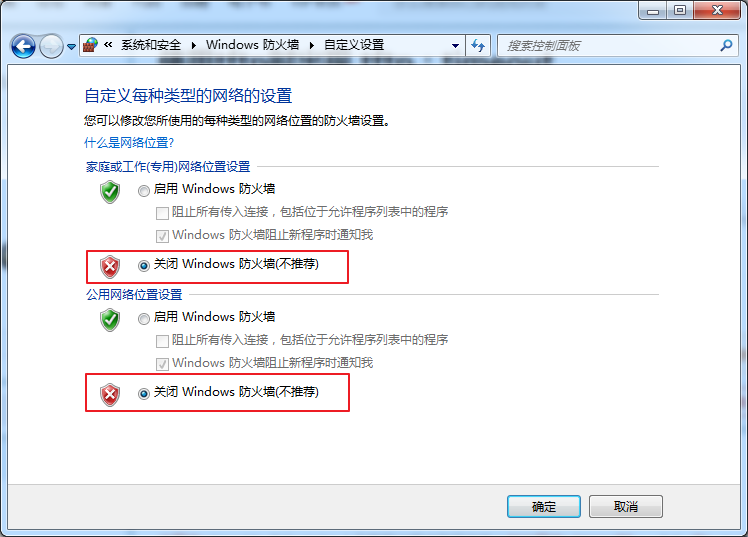 « 系统和安全 ▸ Windows 防火墙 ▸ 自定义设置
搜索控制面板
自定义每种类型的网络的设置
您可以修改您所使用的每种类型的网络位置的防火墙设置。
什么是网络位置?
家庭或工作(专用)网络位置设置
启用 Windows 防火墙
阻止所有传入连接，包括位于允许程序列表中的程序
Windows 防火墙阻止新程序时通知我
关闭 Windows 防火墙(不推荐)
公用网络位置设置
启用 Windows 防火墙
阻止所有传入连接，包括位于允许程序列表中的程序
Windows 防火墙阻止新程序时通知我
关闭 Windows 防火墙(不推荐)
确定
取消